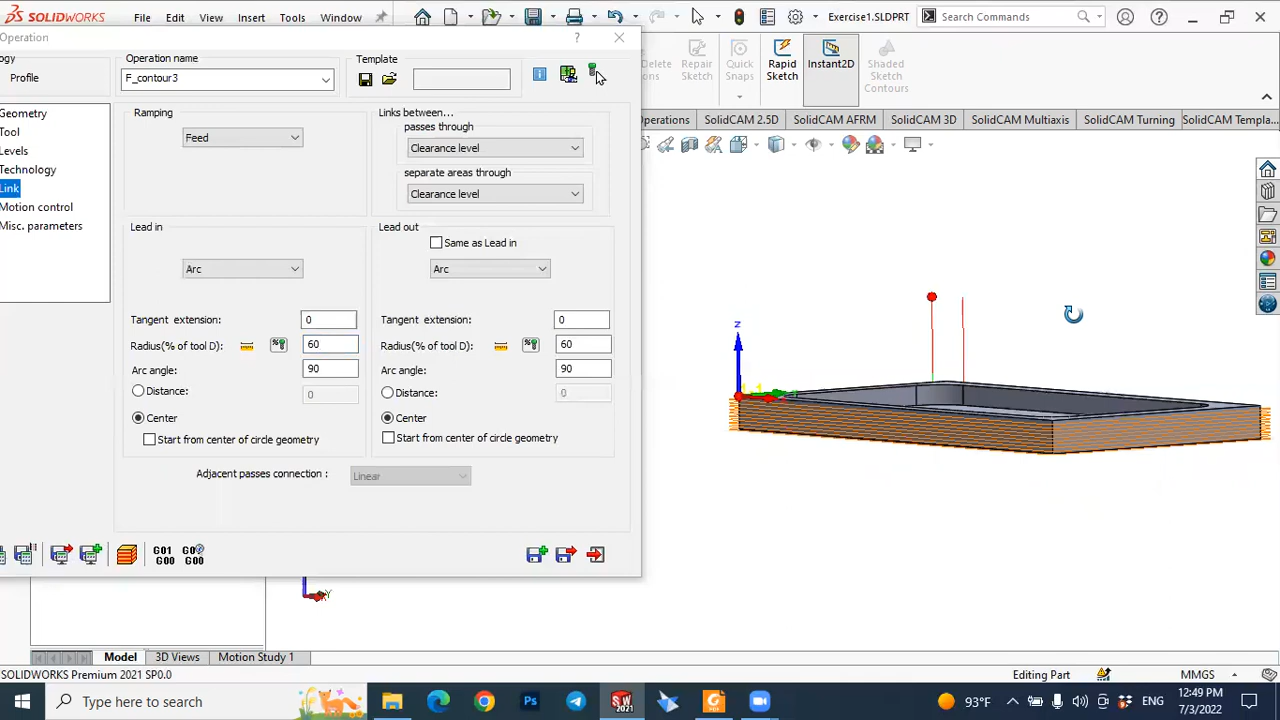 SOLIDWORKS
File
Edit
View
Insert
Tools
Window
Exercise1.SLDPRT
Search Commands
Operation
ogy
Profile
Operation name
F_contour3
Template
Delete
ons
Repair
Sketch
Quick
Snaps
Rapid
Sketch
Instant2D
Shaded
Sketch
Contours
Operations
SolidCAM 2.5D
SolidCAM AFRM
SolidCAM 3D
SolidCAM Multiaxis
SolidCAM Turning
SolidCAM Templa...
Geometry
Tool
Levels
Technology
Link
Motion control
Misc. parameters
Ramping
Feed
Links between...
passes through
Clearance level
separate areas through
Clearance level
Lead in
Arc
Tangent extension:
0
Radius(% of tool D):
60
Arc angle:
90
Distance:
0
Center
Start from center of circle geometry
Lead out
Same as Lead in
Arc
Tangent extension:
0
Radius(% of tool D):
60
Arc angle:
90
Distance:
0
Center
Start from center of circle geometry
Adjacent passes connection :
Linear
G01
G00
G0
G00
z
1 1
Y
Model
3D Views
Motion Study 1
SOLIDWORKS Premium 2021 SP0.0
Editing Part
MMGS
Type here to search
Ps
SW
2021
93°F
ENG
12:49 PM
7/3/2022